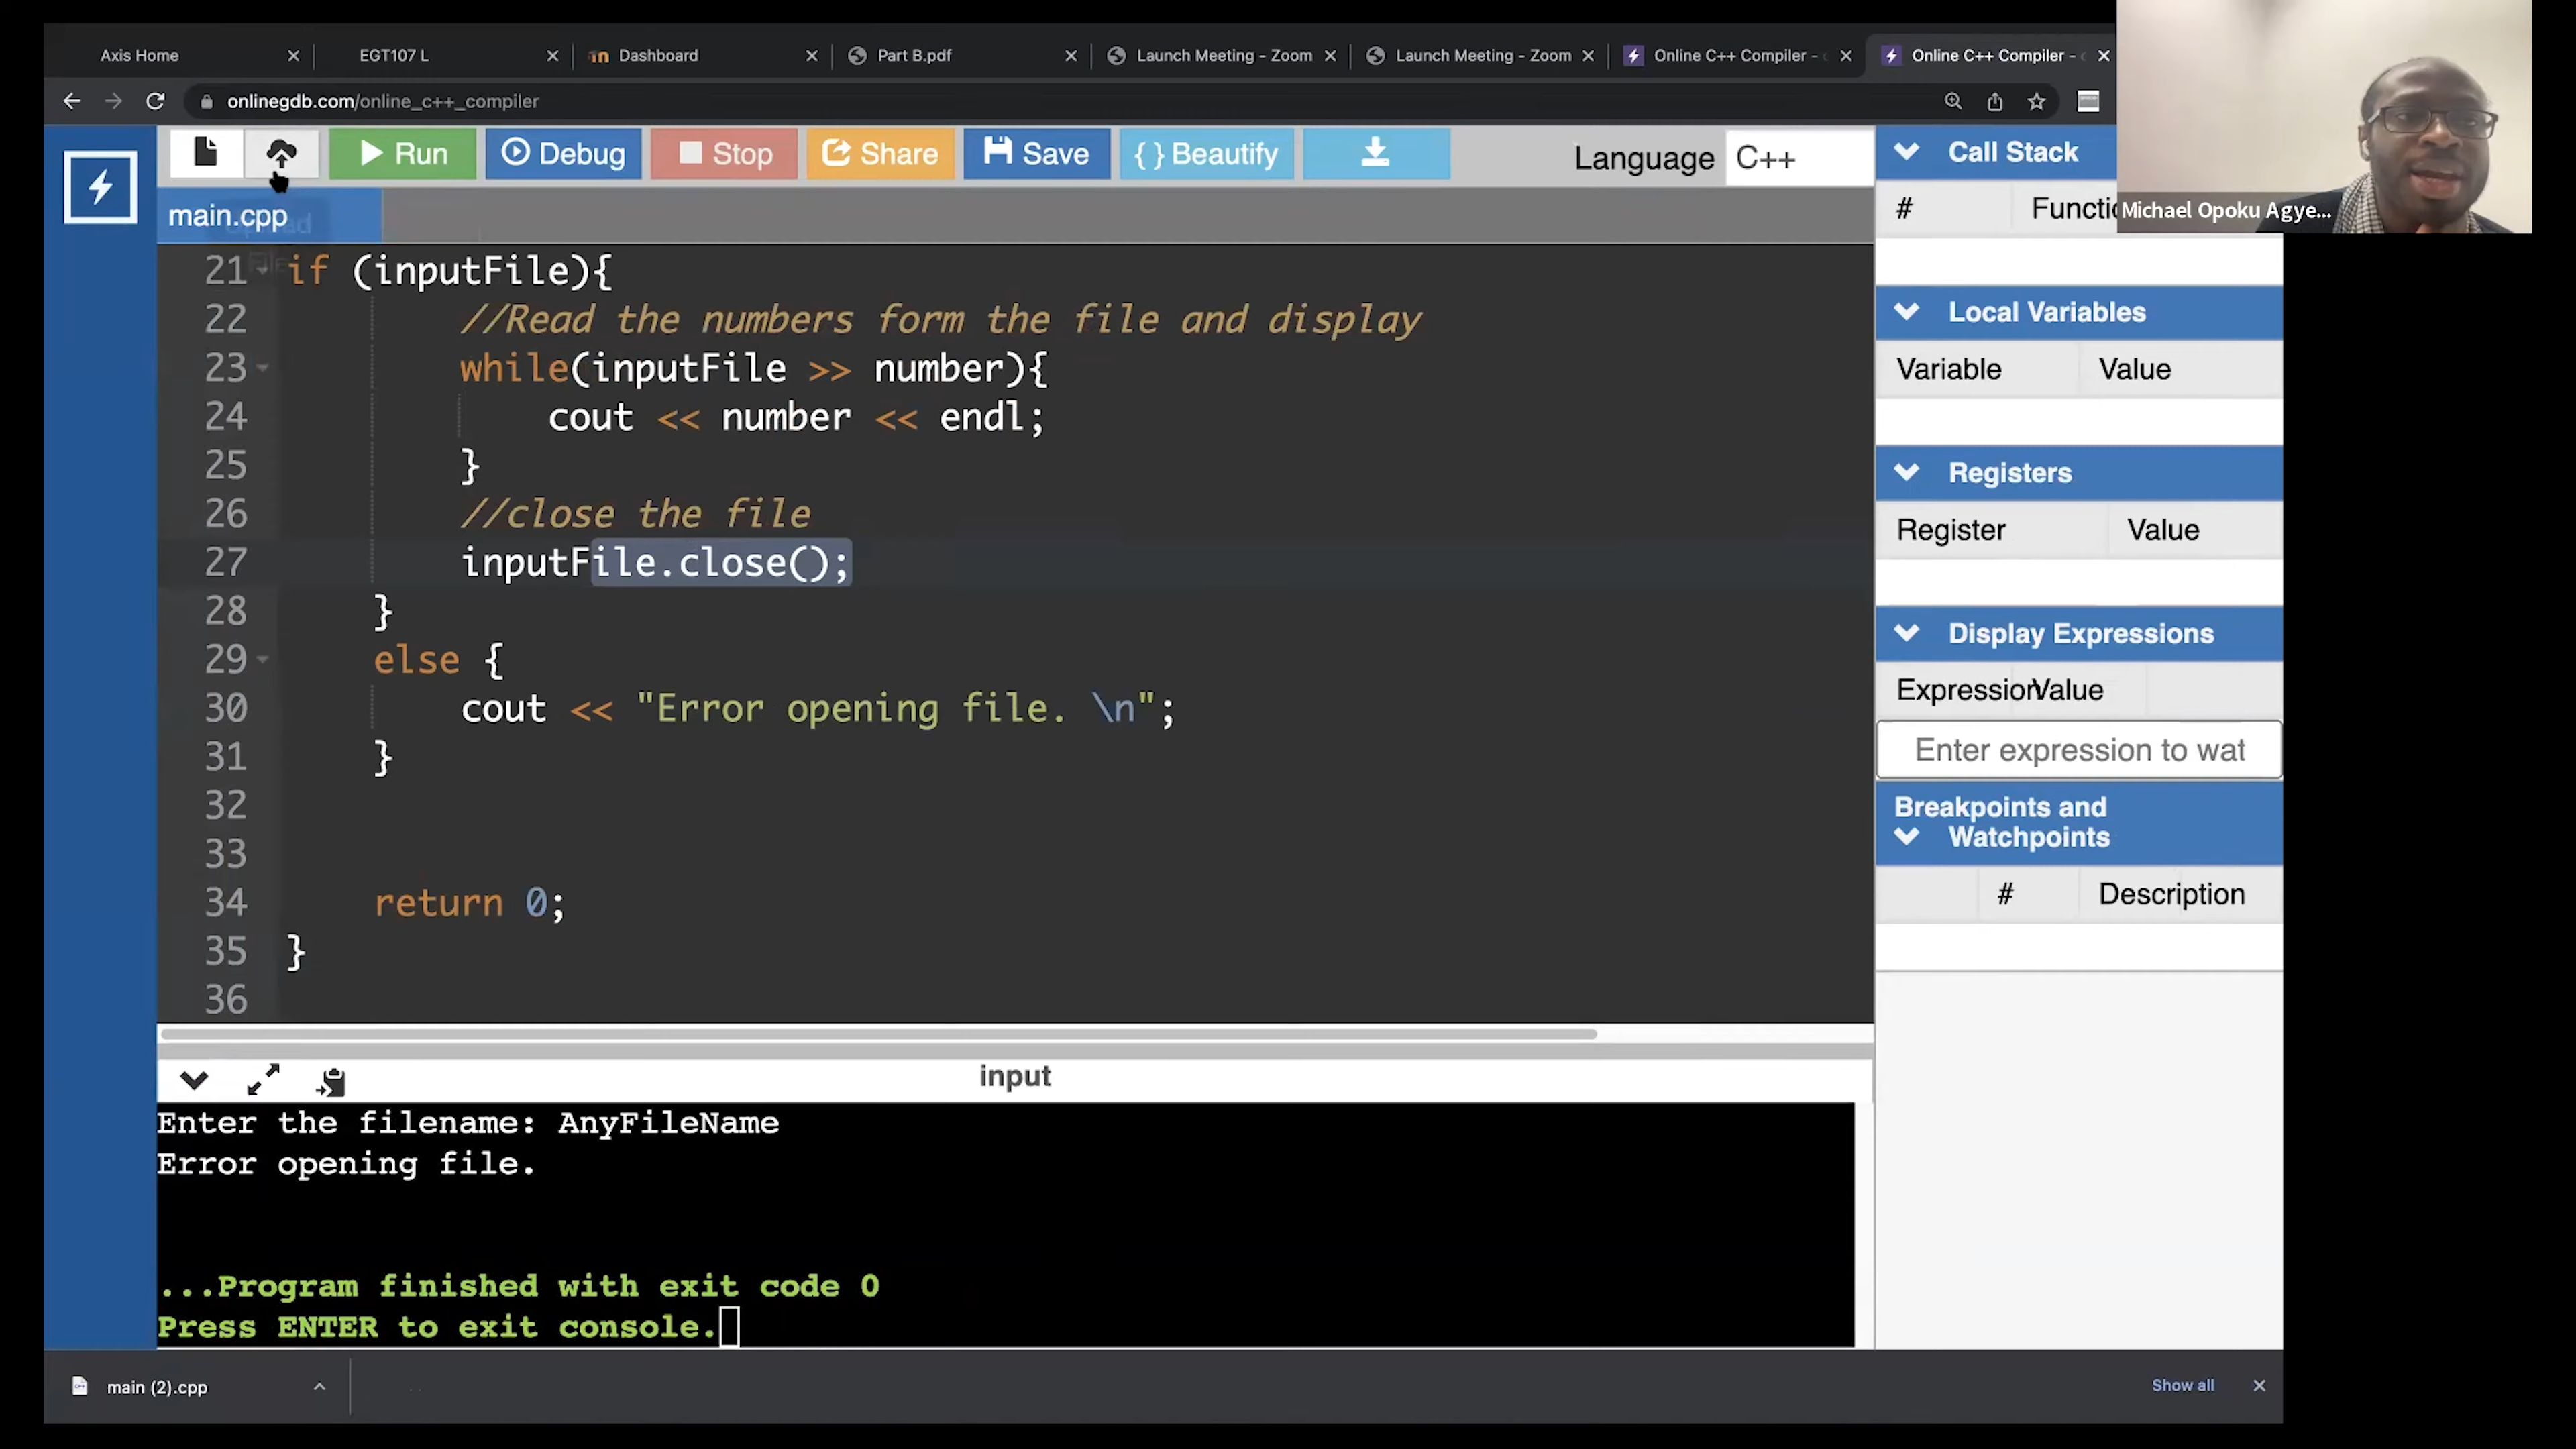 Axis Home
EGT107 L
Dashboard
Part B.pdf
Launch Meeting - Zoom
Launch Meeting - Zoom
Online C++ Compiler -
Online C++ Compiler -
onlinegdb.com/online_c++_compiler
Run
Debug
Stop
Share
Save
{ } Beautify
Language C++
main.cpp
21 if (inputFile){
22 //Read the numbers form the file and display
23 while(inputFile >> number){
24 cout << number << endl;
25 }
26 //close the file
27 inputFile.close();
28 }
29 else {
30 cout << "Error opening file. \n";
31 }
32
33
34 return 0;
35 }
36
input
Enter the filename: AnyFileName
Error opening file.
...Program finished with exit code 0
Press ENTER to exit console.
Call Stack
# Functi
Michael Opoku Agye...
Local Variables
Variable Value
Registers
Register Value
Display Expressions
Expression Value
Enter expression to wat
Breakpoints and
Watchpoints
# Description
main (2).cpp
Show all